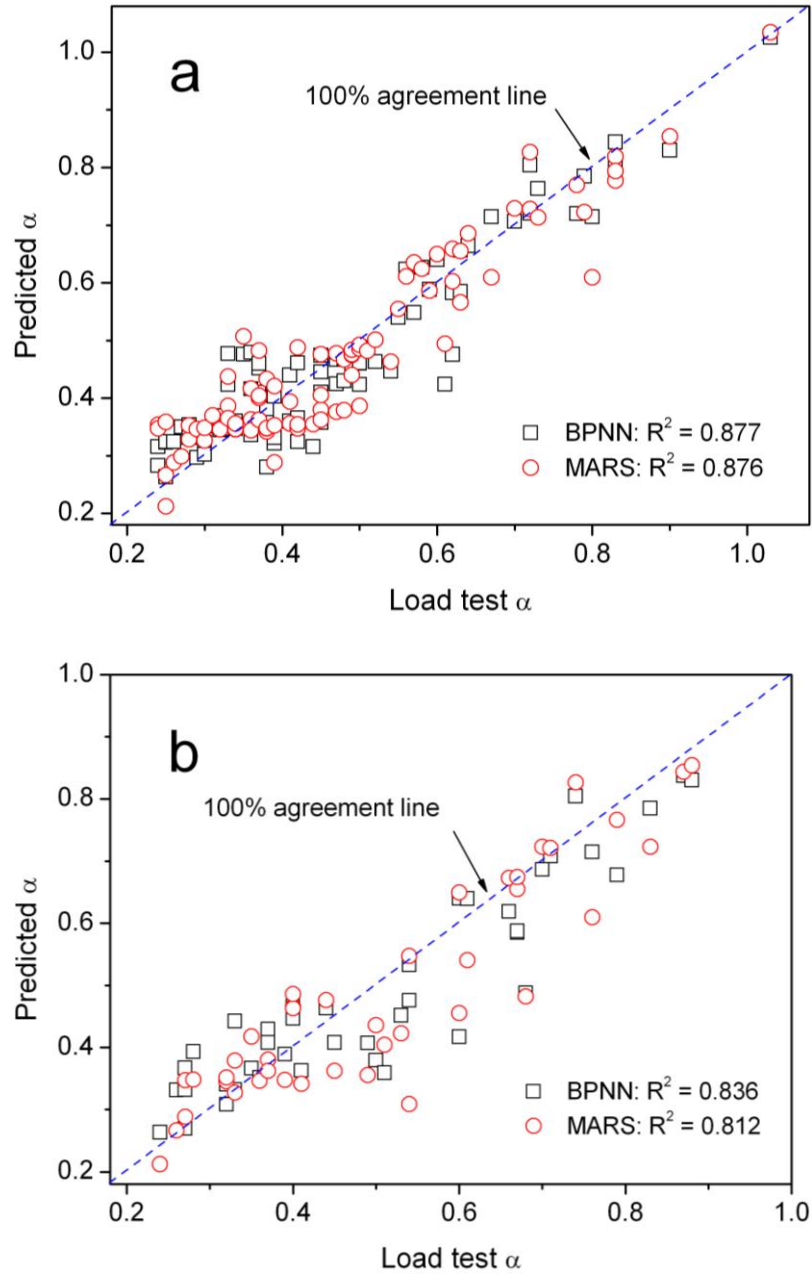 a
100% agreement line
1.0
0.8
0.6
0.4
0.2
Predicted α
BPNN: R² = 0.877
MARS: R² = 0.876
0.2 0.4 0.6 0.8 1.0
Load test α
1.0
b
100% agreement line
0.8
0.6
0.4
0.2
Predicted α
BPNN: R² = 0.836
MARS: R² = 0.812
0.2 0.4 0.6 0.8 1.0
Load test α